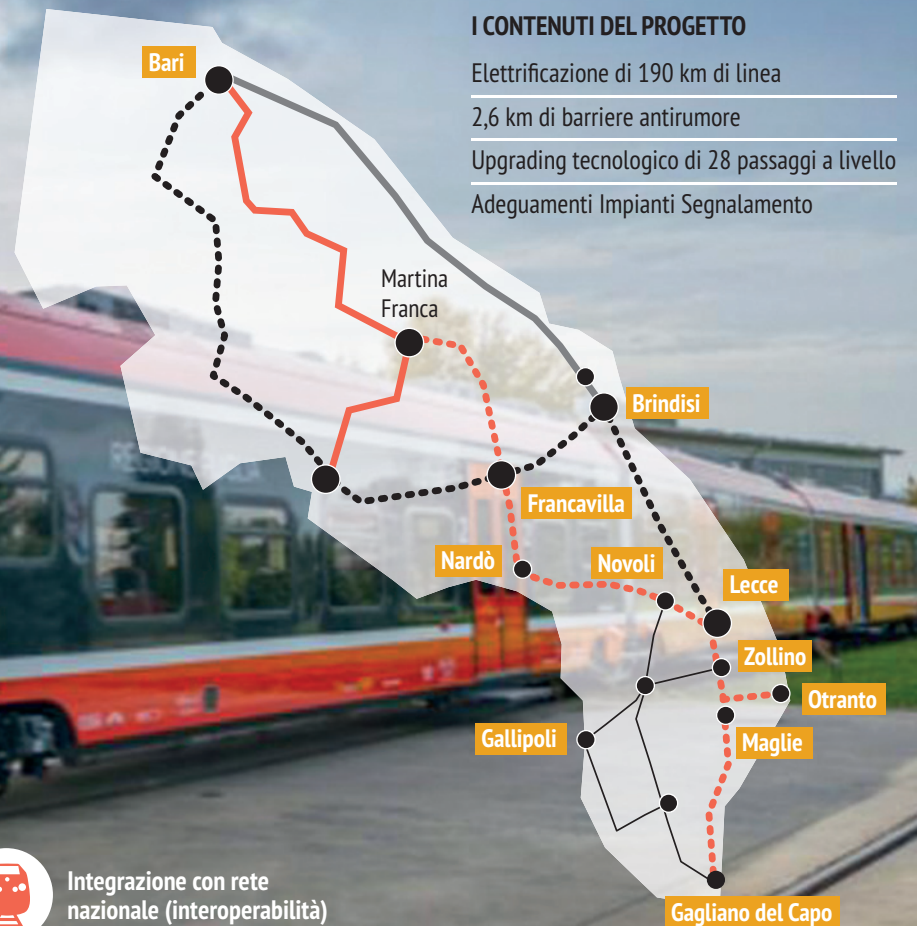 I CONTENUTI DEL PROGETTO
Elettrificazione di 190 km di linea
2,6 km di barriere antirumore
Upgrading tecnologico di 28 passaggi a livello
Adeguamenti Impianti Segnalamento
Bari
Martina
Franca
Brindisi
Francavilla
Nardò
Novoli
Lecce
Zollino
Otranto
Gallipoli
Maglie
Integrazione con rete
nazionale (interoperabilità)
Gagliano del Capo